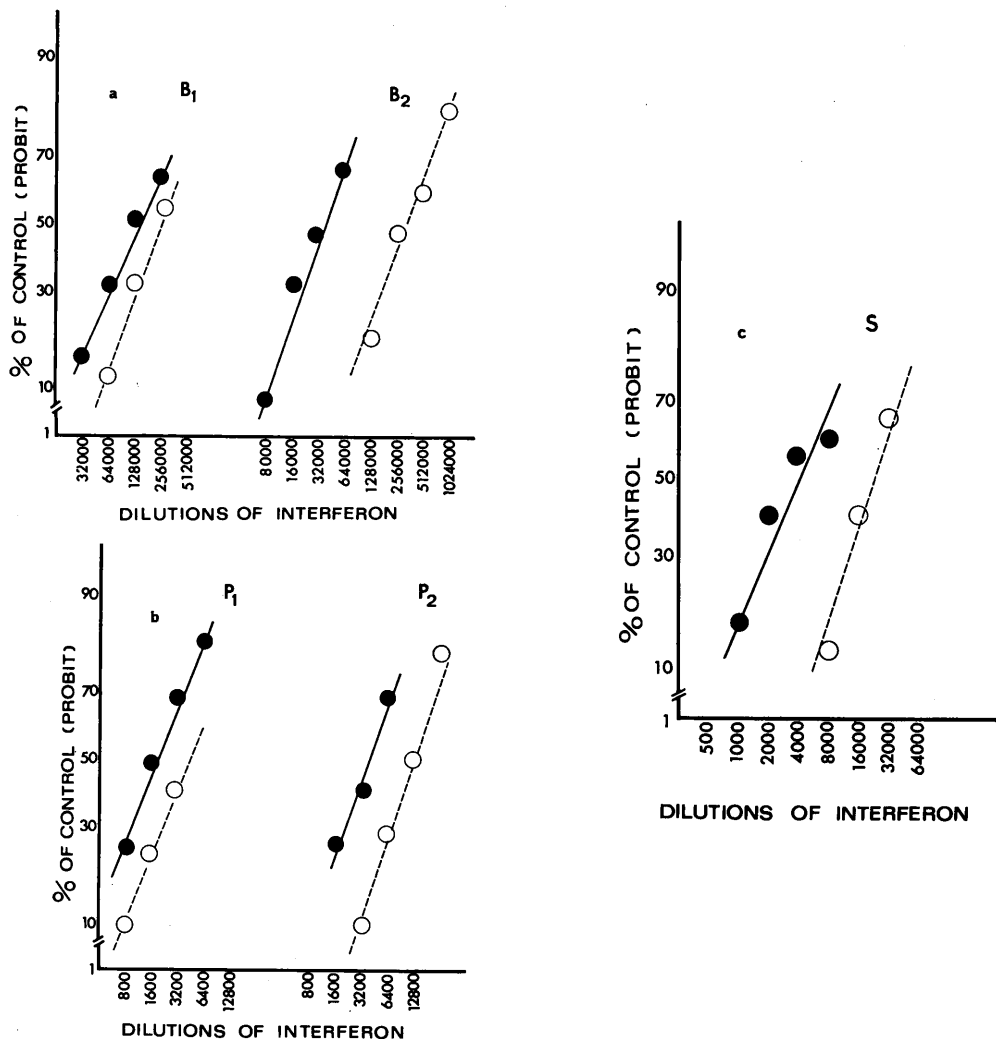 a
B1
B2
% OF CONTROL (PROBIT)
90
70
50
30
10
1
32000 64000 128000 256000 512000
8000 16000 32000 64000 128000 256000 512000 1024000
DILUTIONS OF INTERFERON
b
P1
P2
% OF CONTROL (PROBIT)
90
70
50
30
10
1
800 1600 3200 6400 12800
800 1600 3200 6400 12800
DILUTIONS OF INTERFERON
c
S
% OF CONTROL (PROBIT)
90
70
50
30
10
1
500 1000 2000 4000 8000 16000 32000 64000
DILUTIONS OF INTERFERON